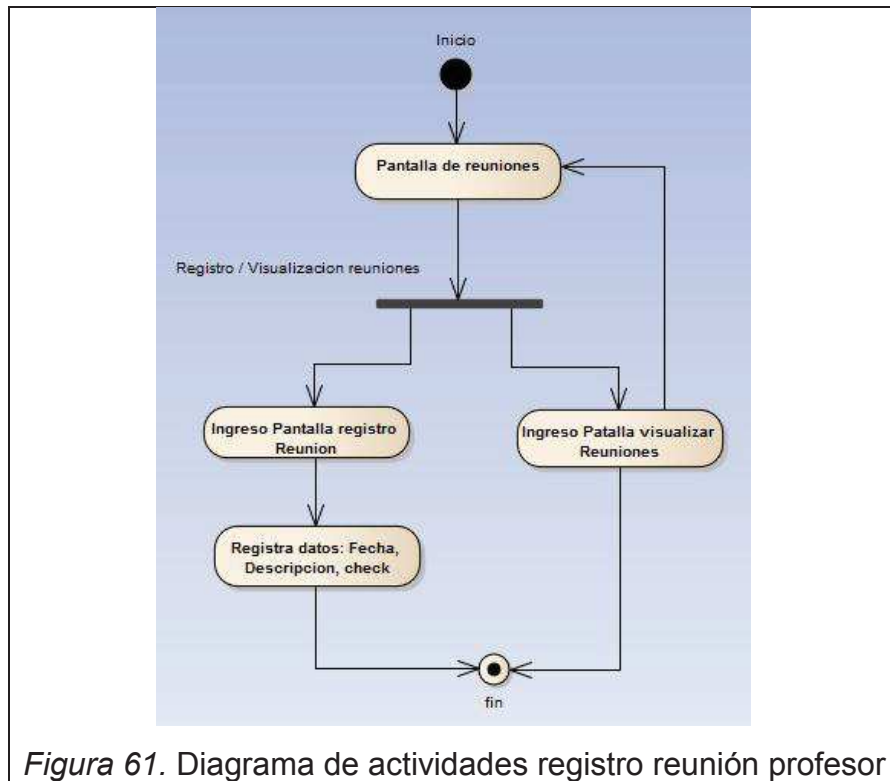 Inicio
Pantalla de reuniones
Registro / Visualizacion reuniones
Ingreso Pantalla registro
Reunion
Ingreso Patalla visualizar
Reuniones
Registra datos: Fecha,
Descripcion, check
fin
Figura 61. Diagrama de actividades registro reunión profesor